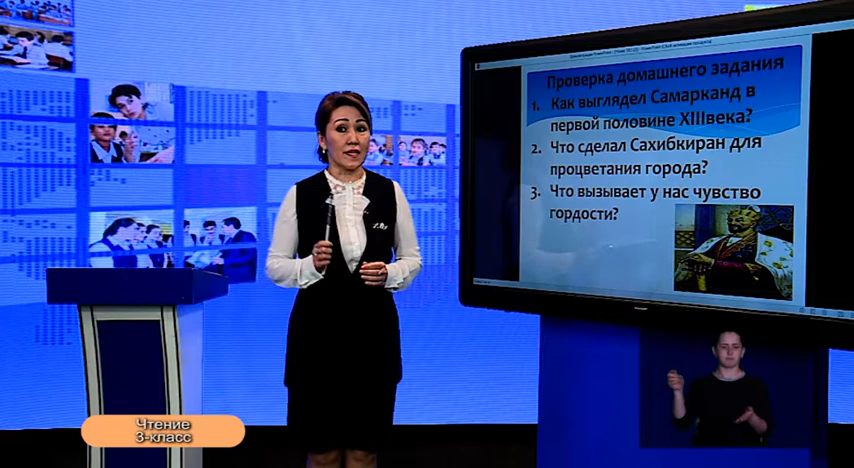 Проверка домашнего задания
1. Как выглядел Самарканд в
первой половине XIIIвека?
2. Что сделал Сахибкиран для
процветания города?
3. Что вызывает у нас чувство
гордости?
Чтение
3-класс